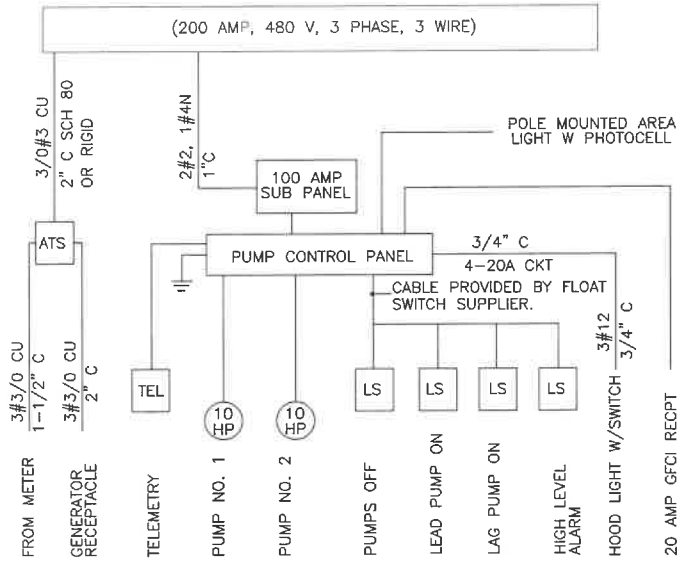 (200 AMP, 480 V, 3 PHASE, 3 WIRE)
3/0#3 CU
2" C SCH 80
OR RIGID
2#2, 1#4N
1"C
POLE MOUNTED AREA
LIGHT W PHOTOCELL
100 AMP
SUB PANEL
ATS
PUMP CONTROL PANEL
3/4" C
4-20A CKT
CABLE PROVIDED BY FLOAT
SWITCH SUPPLIER.
3#12
3/4" C
3#3/0 CU
1-1/2" C
3#3/0 CU
2" C
TEL
10
HP
10
HP
LS
LS
LS
LS
FROM METER
GENERATOR
RECEPTACLE
TELEMETRY
PUMP NO. 1
PUMP NO. 2
PUMPS OFF
LEAD PUMP ON
LAG PUMP ON
HIGH LEVEL
ALARM
HOOD LIGHT W/SWITCH
20 AMP GFCI RECPT